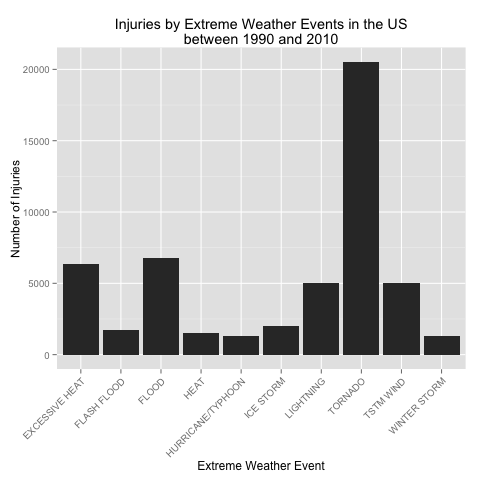 Injuries by Extreme Weather Events in the US
between 1990 and 2010
Number of Injuries
20000
15000
10000
5000
0
EXCESSIVE HEAT
FLASH FLOOD
FLOOD
HEAT
HURRICANE/TYPHOON
ICE STORM
LIGHTNING
TORNADO
TSTM WIND
WINTER STORM
Extreme Weather Event